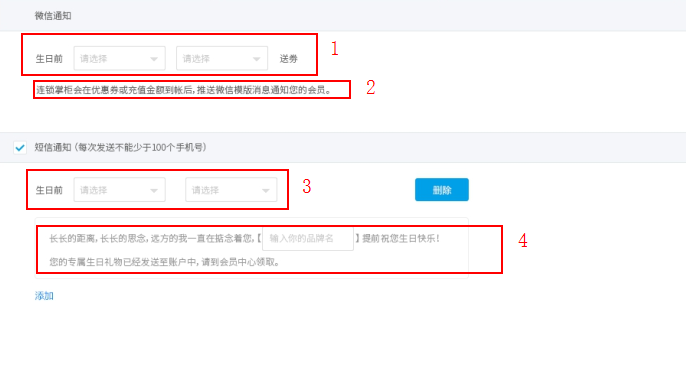 微信通知
生日前 请选择 请选择 送券 1
连锁掌柜会在优惠券或充值金额到帐后,推送微信模版消息通知您的会员。 2
短信通知 (每次发送不能少于100个手机号)
生日前 请选择 请选择 3 删除
长长的距离,长长的思念,远方的我一直在掂念着您,【 输入你的品牌名 】提前祝您生日快乐! 4
您的专属生日礼物已经发送至账户中,请到会员中心领取。
添加